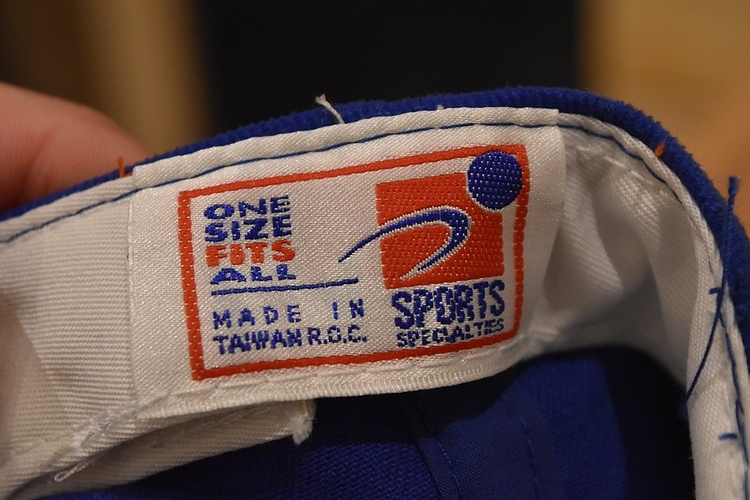 ONE
SIZE
FITS
ALL
MADE IN
TAIWAN R.O.C.
SPORTS
SPECIALTIES